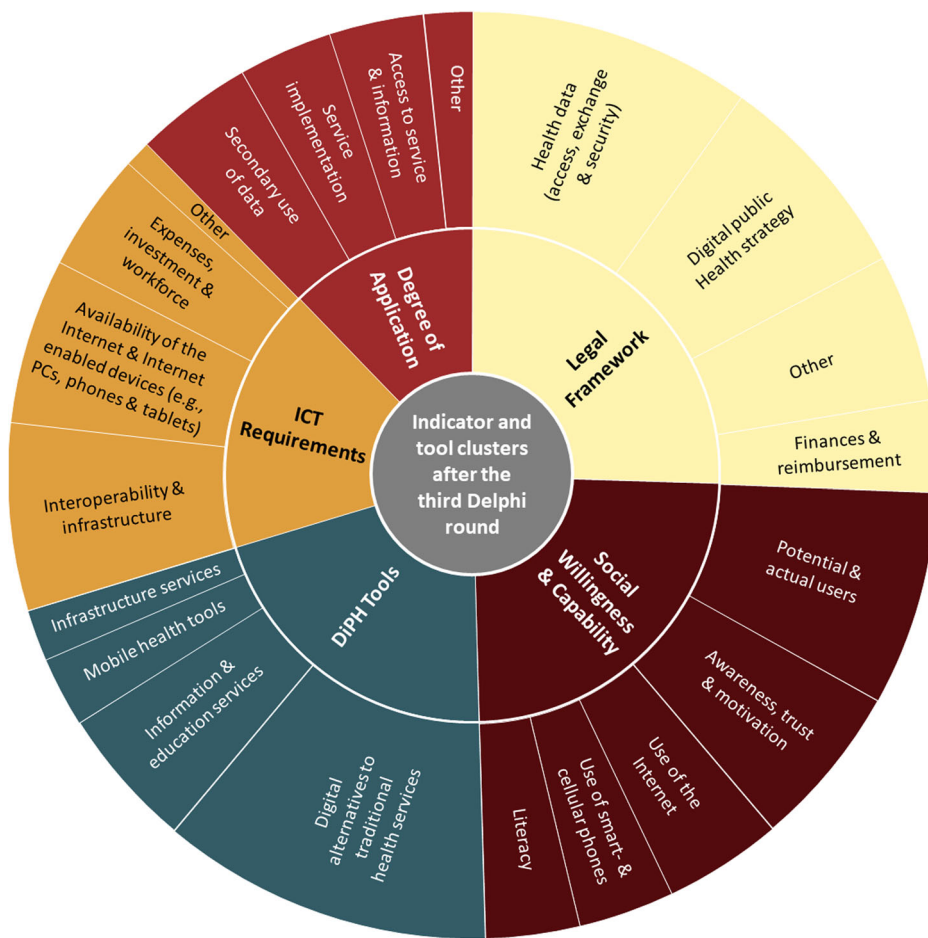 Indicator and
tool clusters
after the
third Delphi
round
Legal
Framework
Health data
(access, exchange
& security)
Digital public
Health strategy
Other
Finances &
reimbursement
Social
Willingness
& Capability
Potential &
actual users
Awareness, trust
& motivation
Use of the
Internet
Use of smart- &
cellular phones
Literacy
DiPH Tools
Digital
alternatives to
traditional
health services
Information &
education services
Mobile health tools
Infrastructure services
ICT
Requirements
Interoperability &
infrastructure
Availability of the
Internet & Internet
enabled devices (e.g.,
PCs, phones & tablets)
Expenses,
investment &
workforce
Other
Degree of
Application
Secondary use
of data
Service
implementation
Access to service
& information
Other